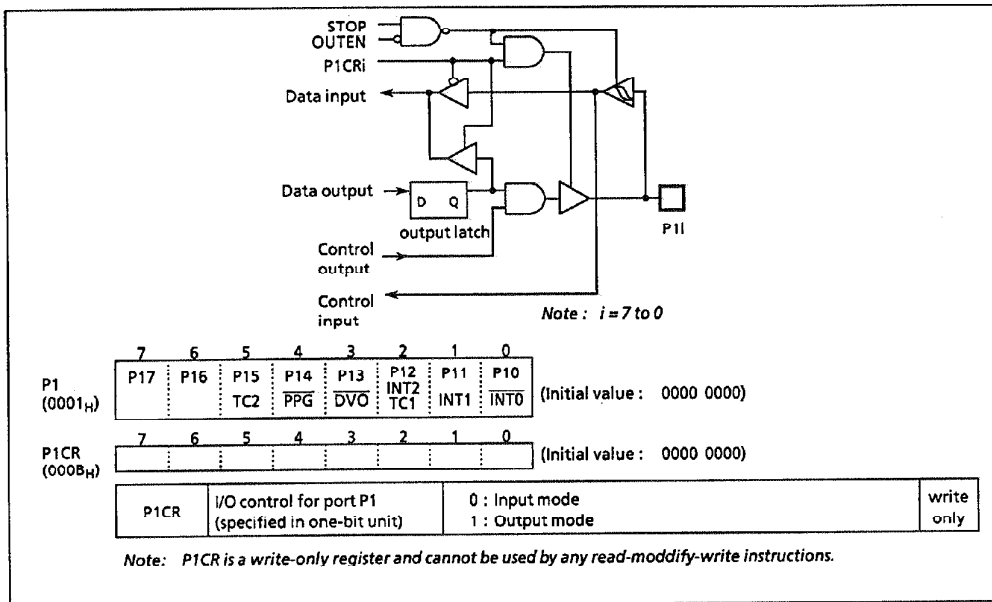 STOP
OUTEN
P1CRi
Data input
Data output
D Q
output latch
P1i
Control
output
Control
input
Note : i = 7 to 0
7 6 5 4 3 2 1 0
P1
(0001H)
P17 P16 P15 P14 P13 P12 P11 P10
TC2 PPG DVO INT2 TC1 INT1 INT0
(Initial value : 0000 0000)
7 6 5 4 3 2 1 0
P1CR
(000BH)
(Initial value : 0000 0000)
P1CR
I/O control for port P1
(specified in one-bit unit)
0 : Input mode
1 : Output mode
write
only
Note: P1CR is a write-only register and cannot be used by any read-moddify-write instructions.